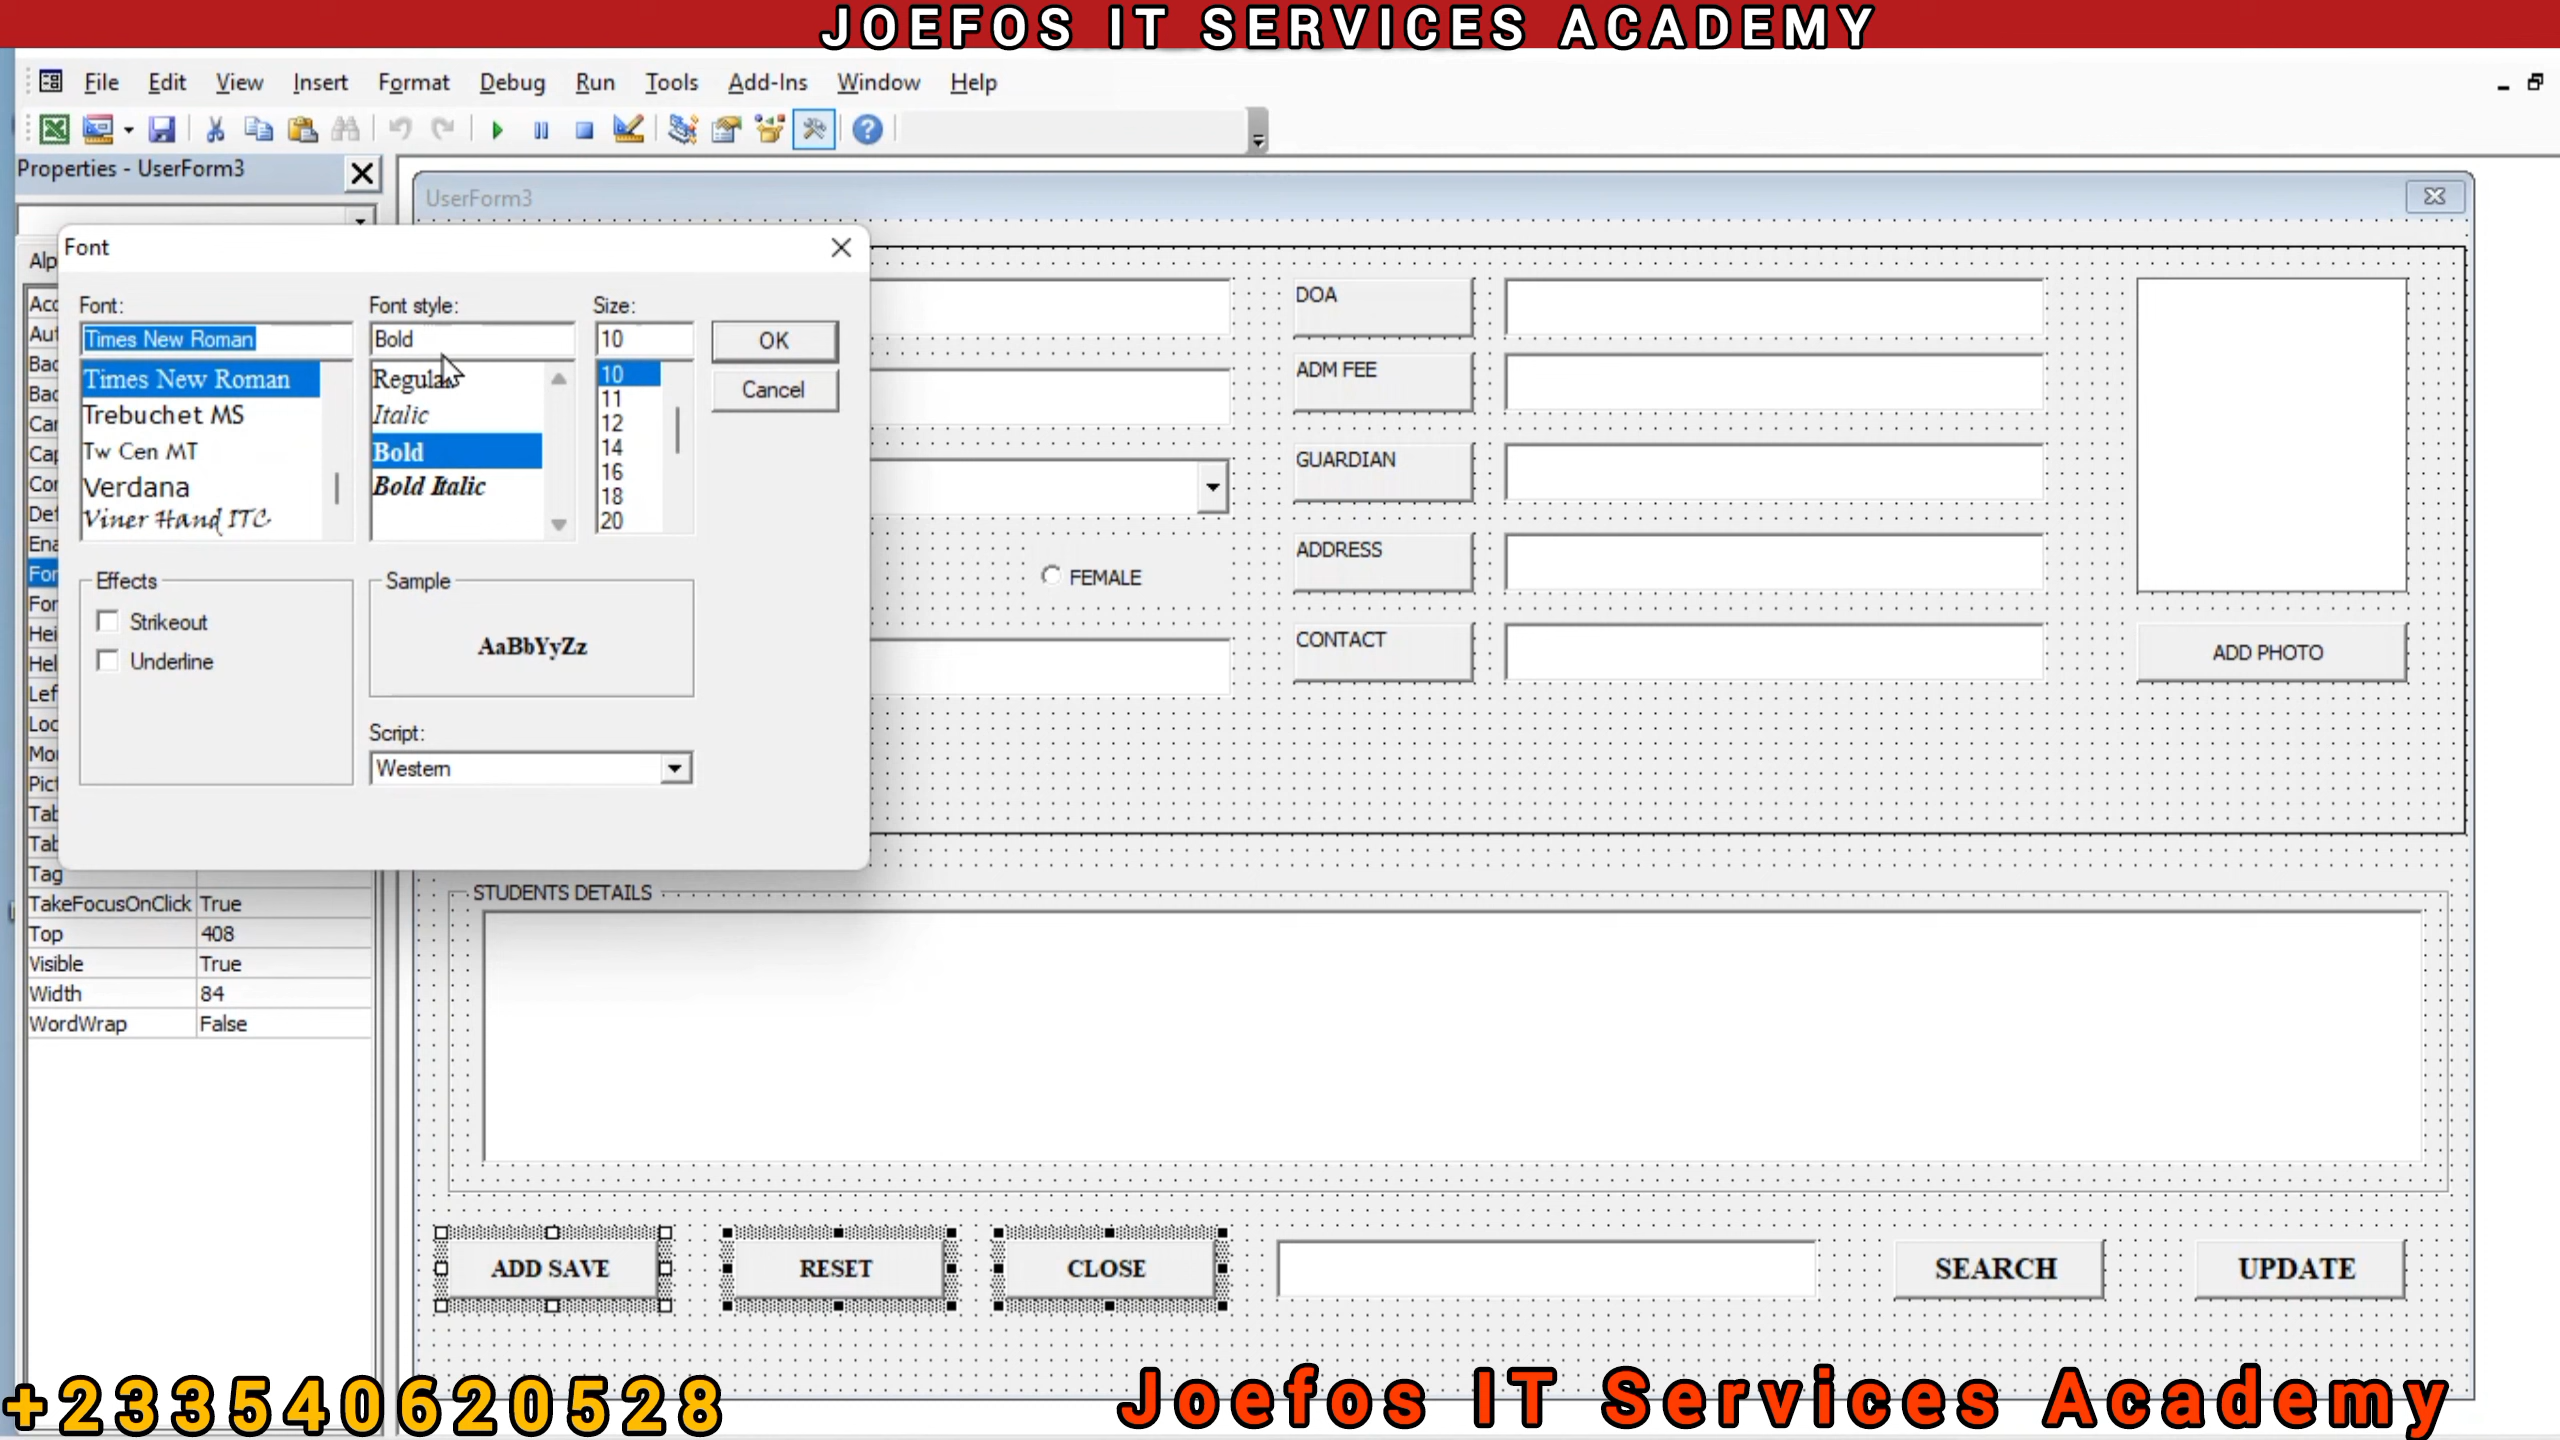 JOEFOS IT SERVICES ACADEMY
File Edit View Insert Format Debug Run Tools Add-Ins Window Help
Properties - UserForm3
UserForm3
Font
Font:
Times New Roman
Times New Roman
Trebuchet MS
Tw Cen MT
Verdana
Viner Hand ITC
Font style:
Bold
Regular
Italic
Bold
Bold Italic
Size:
10
10
11
12
14
16
18
20
OK
Cancel
Effects
Strikeout
Underline
Sample
AaBbYyZz
Script:
Western
Tag
TakeFocusOnClick True
Top 408
Visible True
Width 84
WordWrap False
DOA
ADM FEE
GUARDIAN
ADDRESS
CONTACT
FEMALE
ADD PHOTO
STUDENTS DETAILS
ADD SAVE
RESET
CLOSE
SEARCH
UPDATE
+233540620528
Joefos IT Services Academy